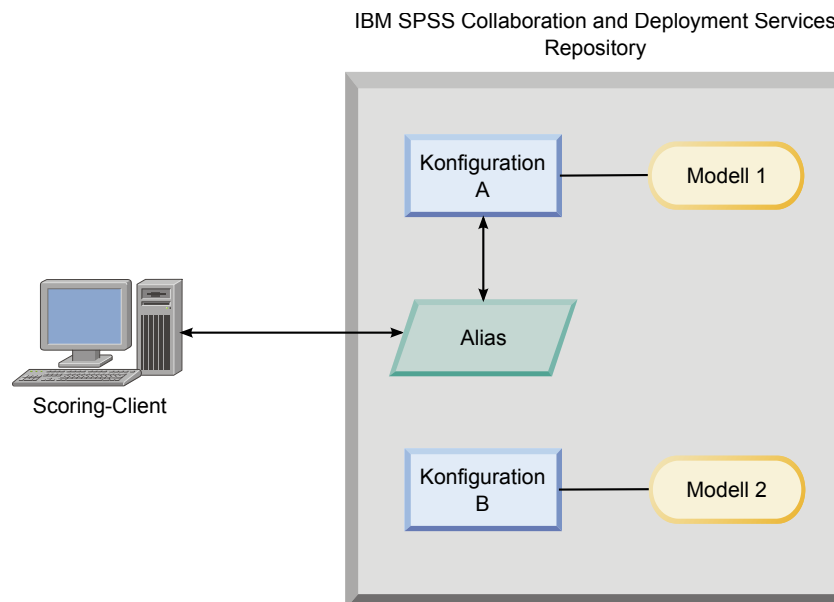 IBM SPSS Collaboration and Deployment Services
Repository
Konfiguration
A
Modell 1
Alias
Scoring-Client
Konfiguration
B
Modell 2